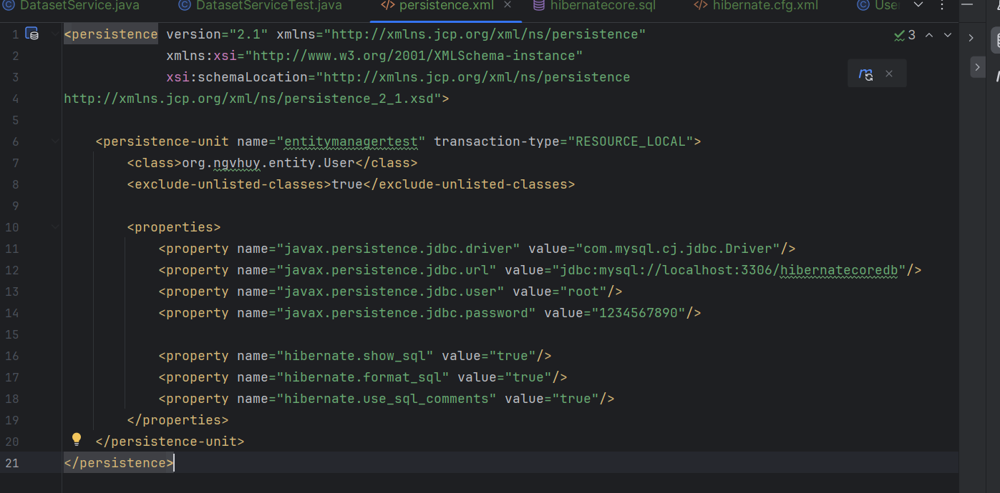 DatasetService.java DatasetServiceTest.java persistence.xml hibernatecore.sql hibernate.cfg.xml
1 <persistence version="2.1" xmlns="http://xmlns.jcp.org/xml/ns/persistence" 3
2 xmlns:xsi="http://www.w3.org/2001/XMLSchema-instance"
3 xsi:schemaLocation="http://xmlns.jcp.org/xml/ns/persistence
4 http://xmlns.jcp.org/xml/ns/persistence_2_1.xsd">
5
6 <persistence-unit name="entitymanagertest" transaction-type="RESOURCE_LOCAL">
7 <class>org.ngvhuy.entity.User</class>
8 <exclude-unlisted-classes>true</exclude-unlisted-classes>
9
10 <properties>
11 <property name="javax.persistence.jdbc.driver" value="com.mysql.cj.jdbc.Driver"/>
12 <property name="javax.persistence.jdbc.url" value="jdbc:mysql://localhost:3306/hibernatecoredb"/>
13 <property name="javax.persistence.jdbc.user" value="root"/>
14 <property name="javax.persistence.jdbc.password" value="1234567890"/>
15
16 <property name="hibernate.show_sql" value="true"/>
17 <property name="hibernate.format_sql" value="true"/>
18 <property name="hibernate.use_sql_comments" value="true"/>
19 </properties>
20 </persistence-unit>
21 </persistence>